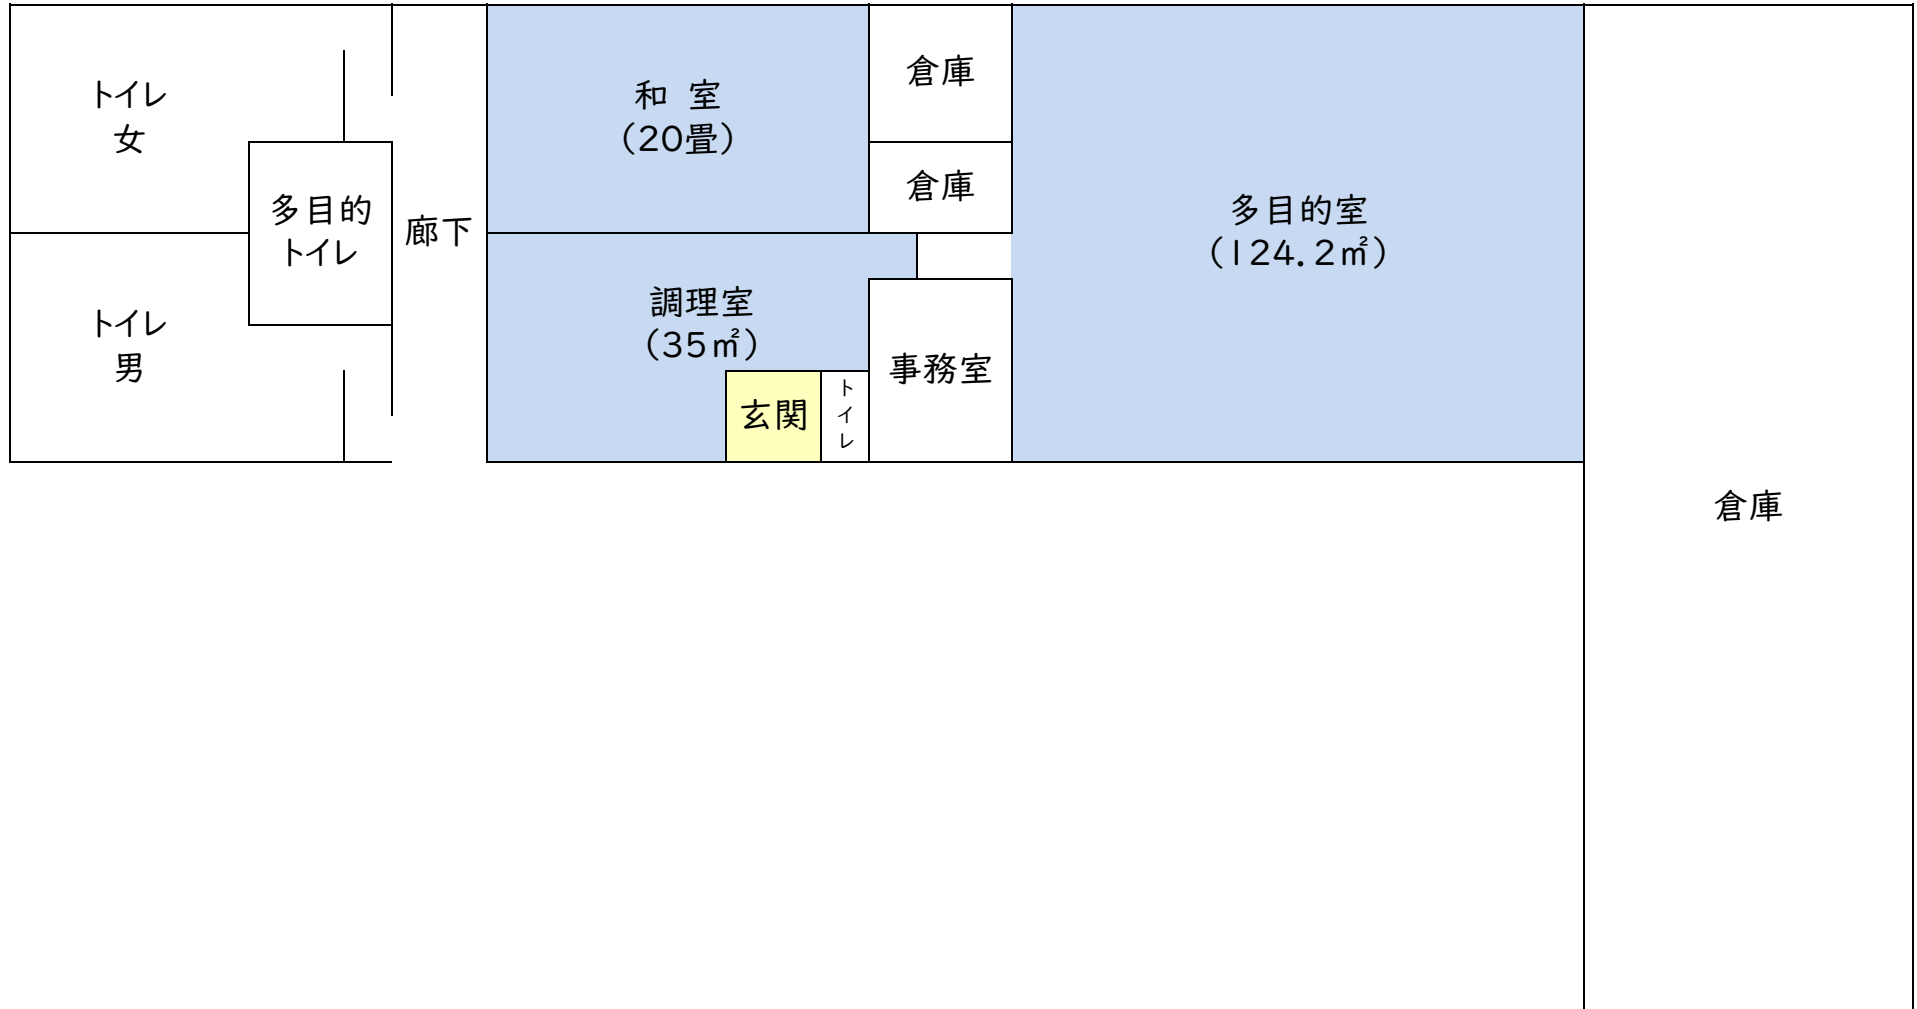 トイレ
女
多目的
トイレ
トイレ
男
廊下
和 室
(20畳)
倉庫
倉庫
調理室
(35㎡)
玄関
トイレ
事務室
多目的室
(124.2㎡)
倉庫